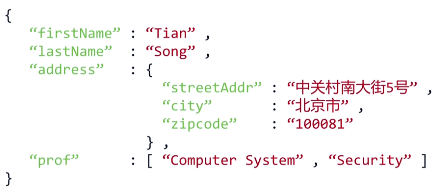 {
“firstName” : “Tian” ,
“lastName” : “Song” ,
“address” : {
“streetAddr” : “中关村南大街5号” ,
“city” : “北京市” ,
“zipcode” : “100081”
} ,
“prof” : [ “Computer System” , “Security” ]
}